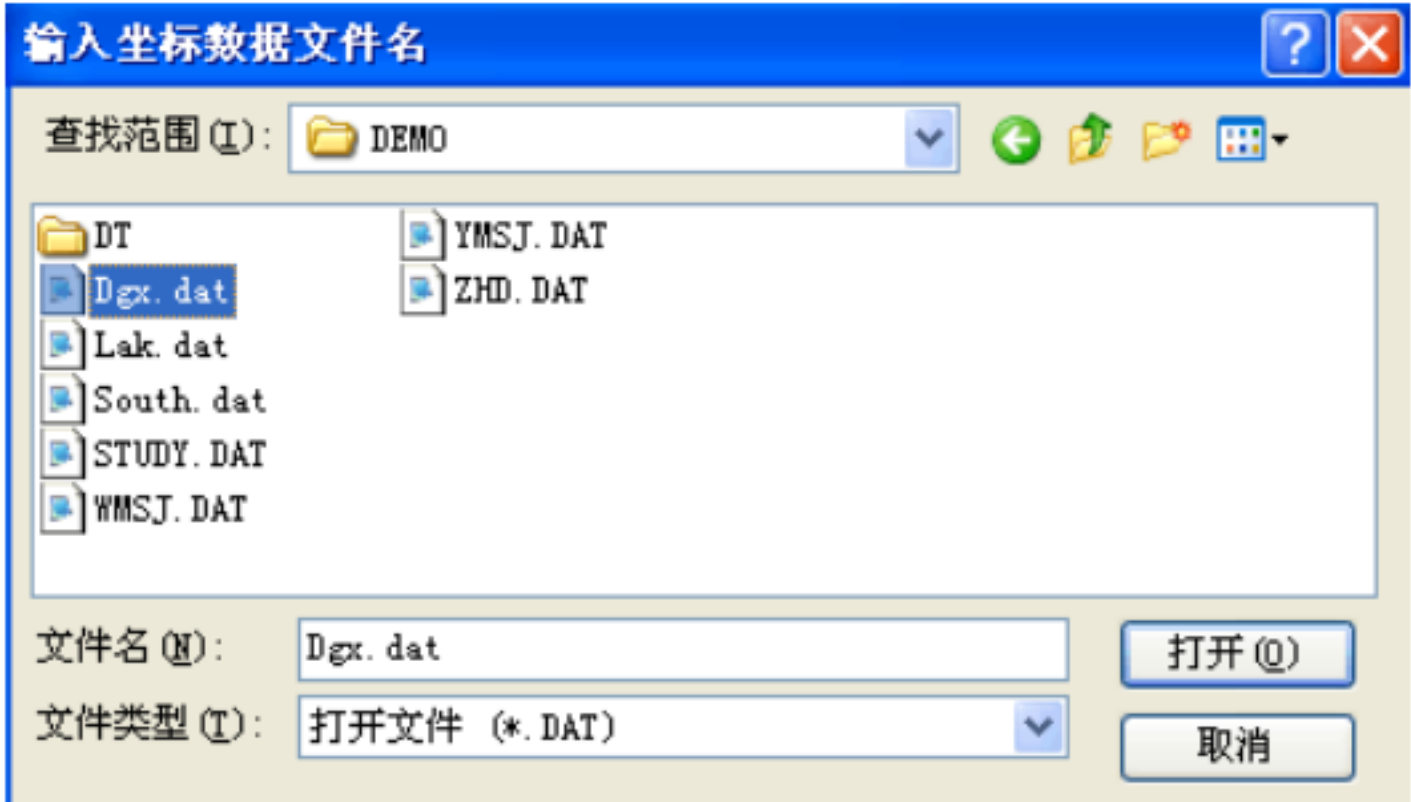 输入坐标数据文件名
查找范围(I): DEMO
DT
Dgx.dat
Lak.dat
South.dat
STUDY.DAT
WMSJ.DAT
YMSJ.DAT
ZHD.DAT
文件名(N): Dgx.dat 打开(O)
文件类型(T): 打开文件 (*.DAT) 取消